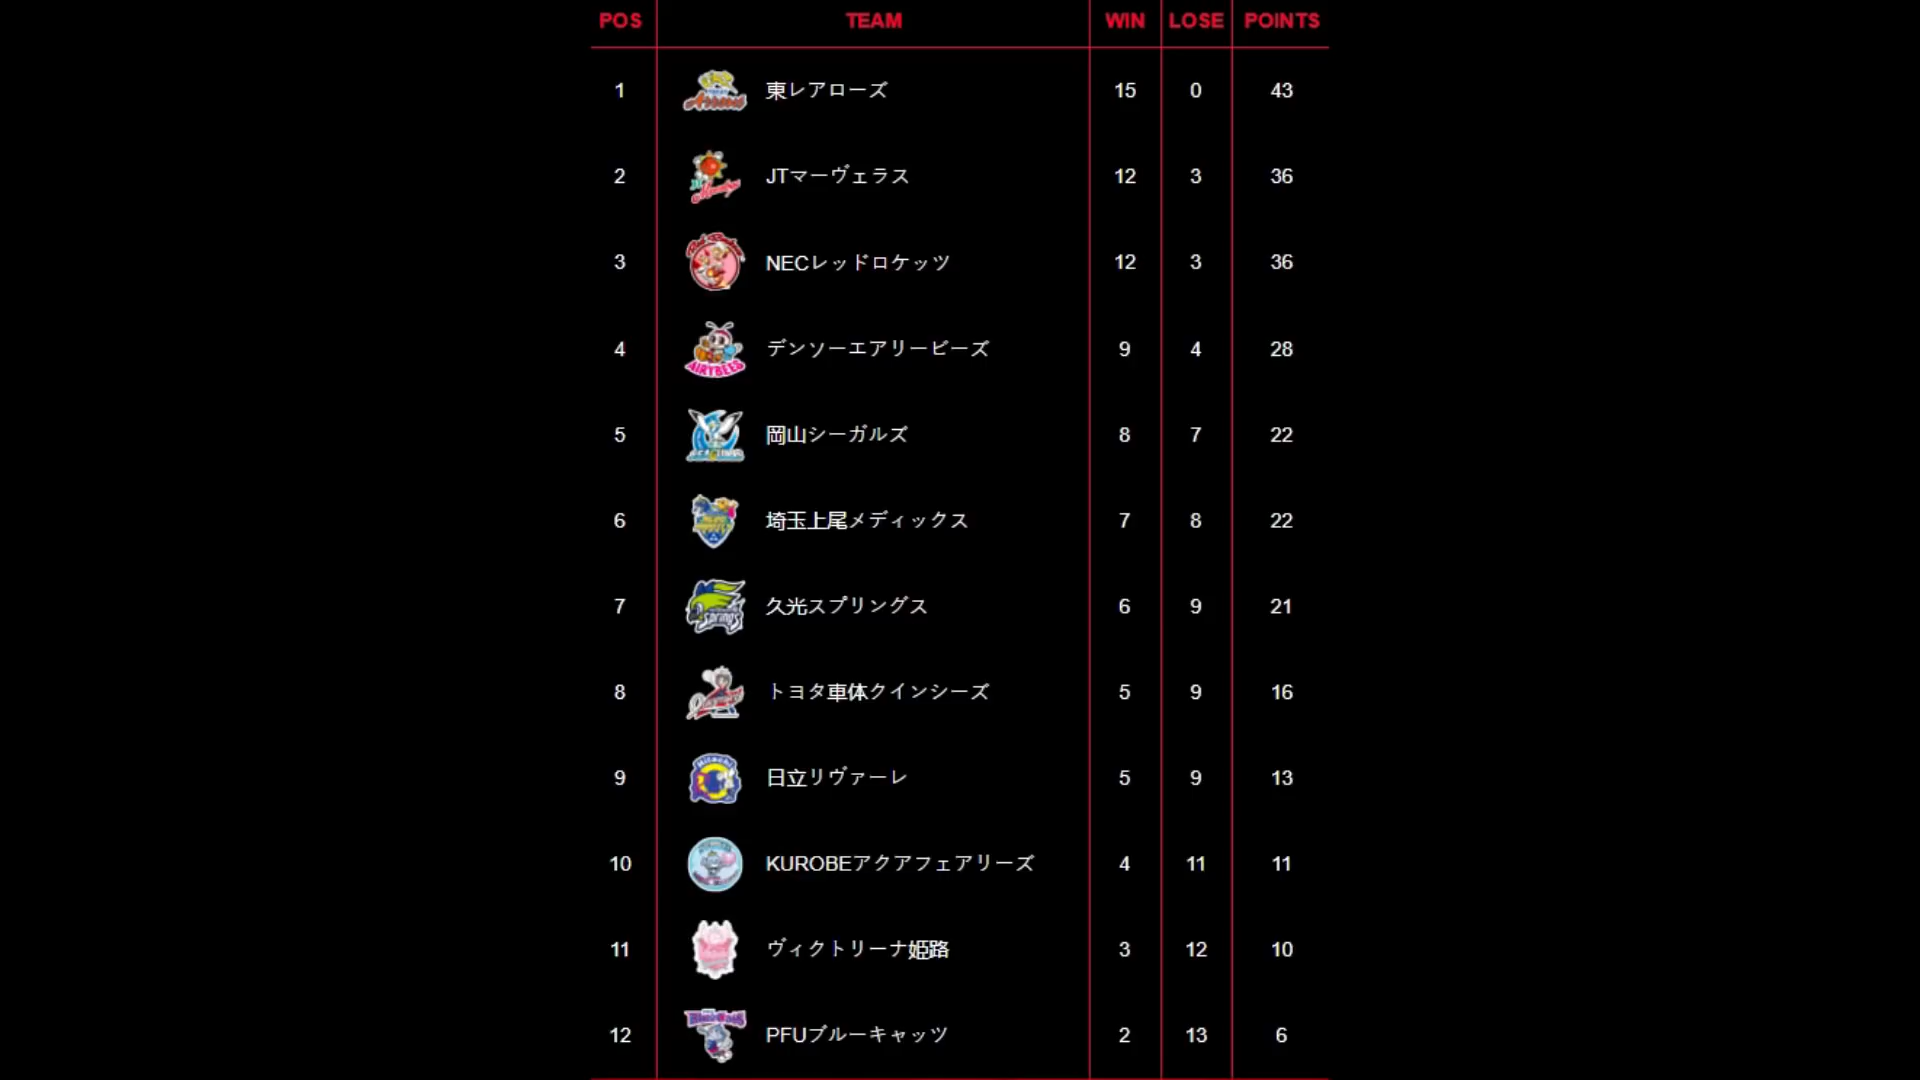 POS TEAM WIN LOSE POINTS
1 Arrows 東レアローズ 15 0 43
2 JTマーヴェラス 12 3 36
3 NECレッドロケッツ 12 3 36
4 AIRYBEES デンソーエアリービーズ 9 4 28
5 岡山シーガルズ 8 7 22
6 埼玉上尾メディックス 7 8 22
7 Springs 久光スプリングス 6 9 21
8 トヨタ車体クインシーズ 5 9 16
9 Hitachi 日立リヴァーレ 5 9 13
10 KUROBEアクアフェアリーズ 4 11 11
11 ヴィクトリーナ姫路 3 12 10
12 PFUブルーキャッツ 2 13 6